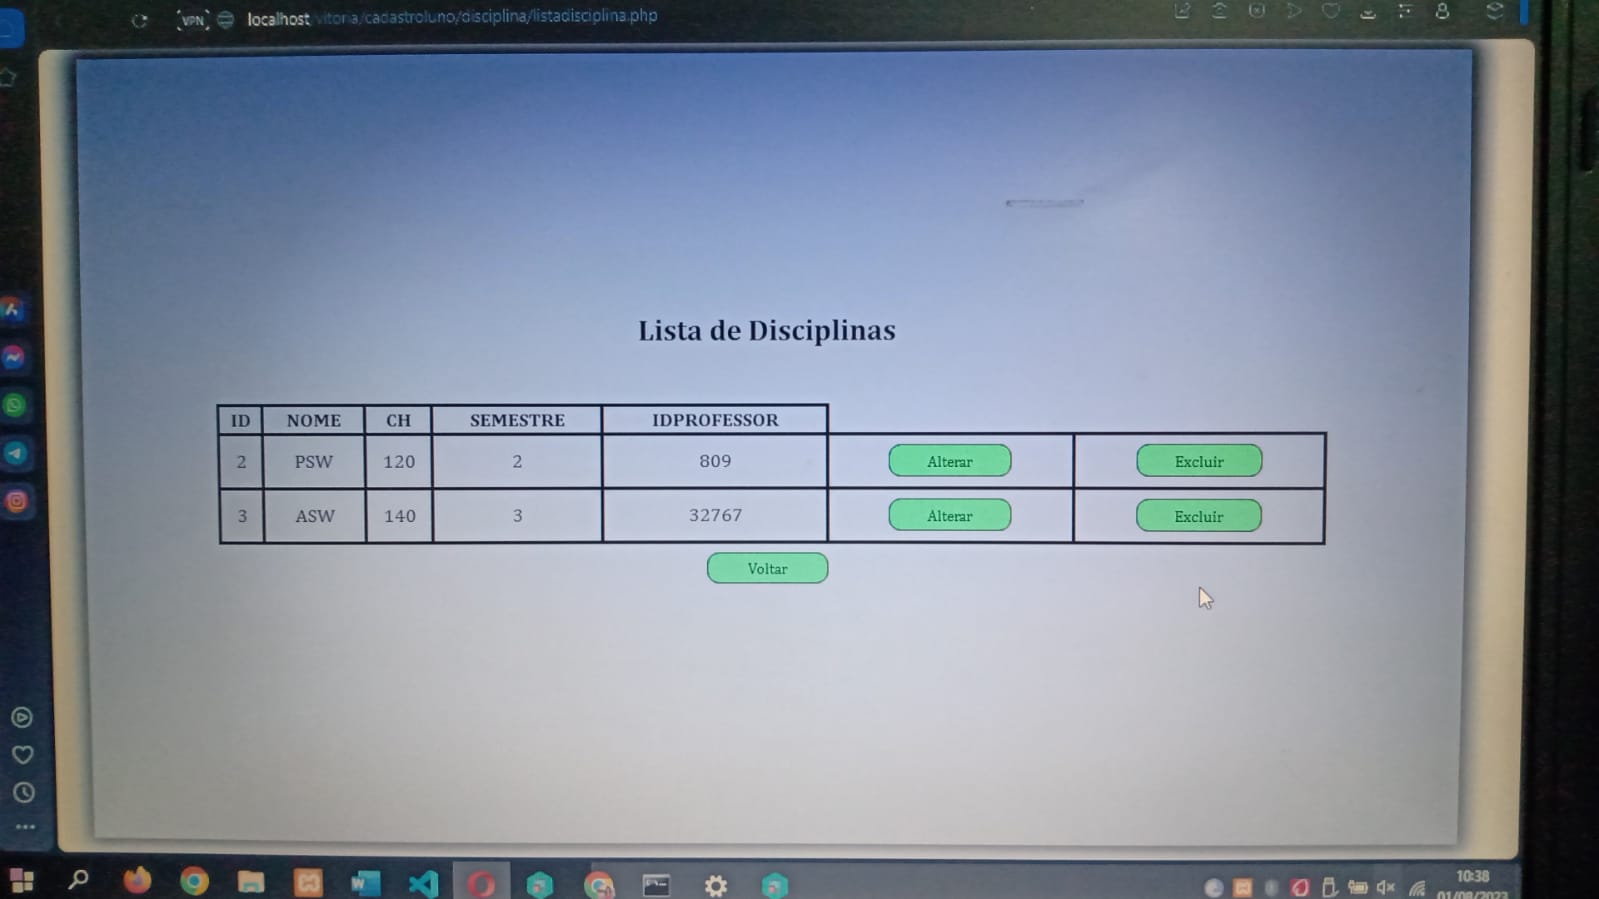 VPN localhost/vitoria/cadastroluno/disciplina/listadisciplina.php
Lista de Disciplinas
ID NOME CH SEMESTRE IDPROFESSOR
2 PSW 120 2 809 Alterar Excluir
3 ASW 140 3 32767 Alterar Excluir
Voltar
10:38
01/08/2023